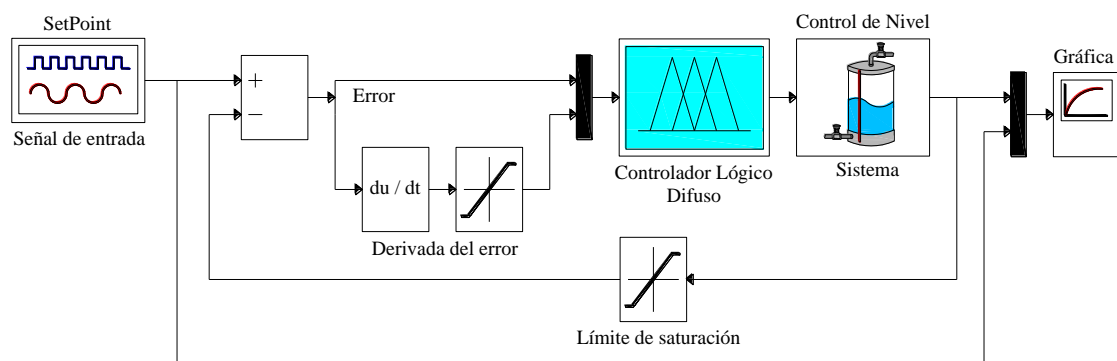 SetPoint
Señal de entrada
+
−
Error
du / dt
Derivada del error
Controlador Lógico
Difuso
Control de Nivel
Sistema
Gráfica
Límite de saturación